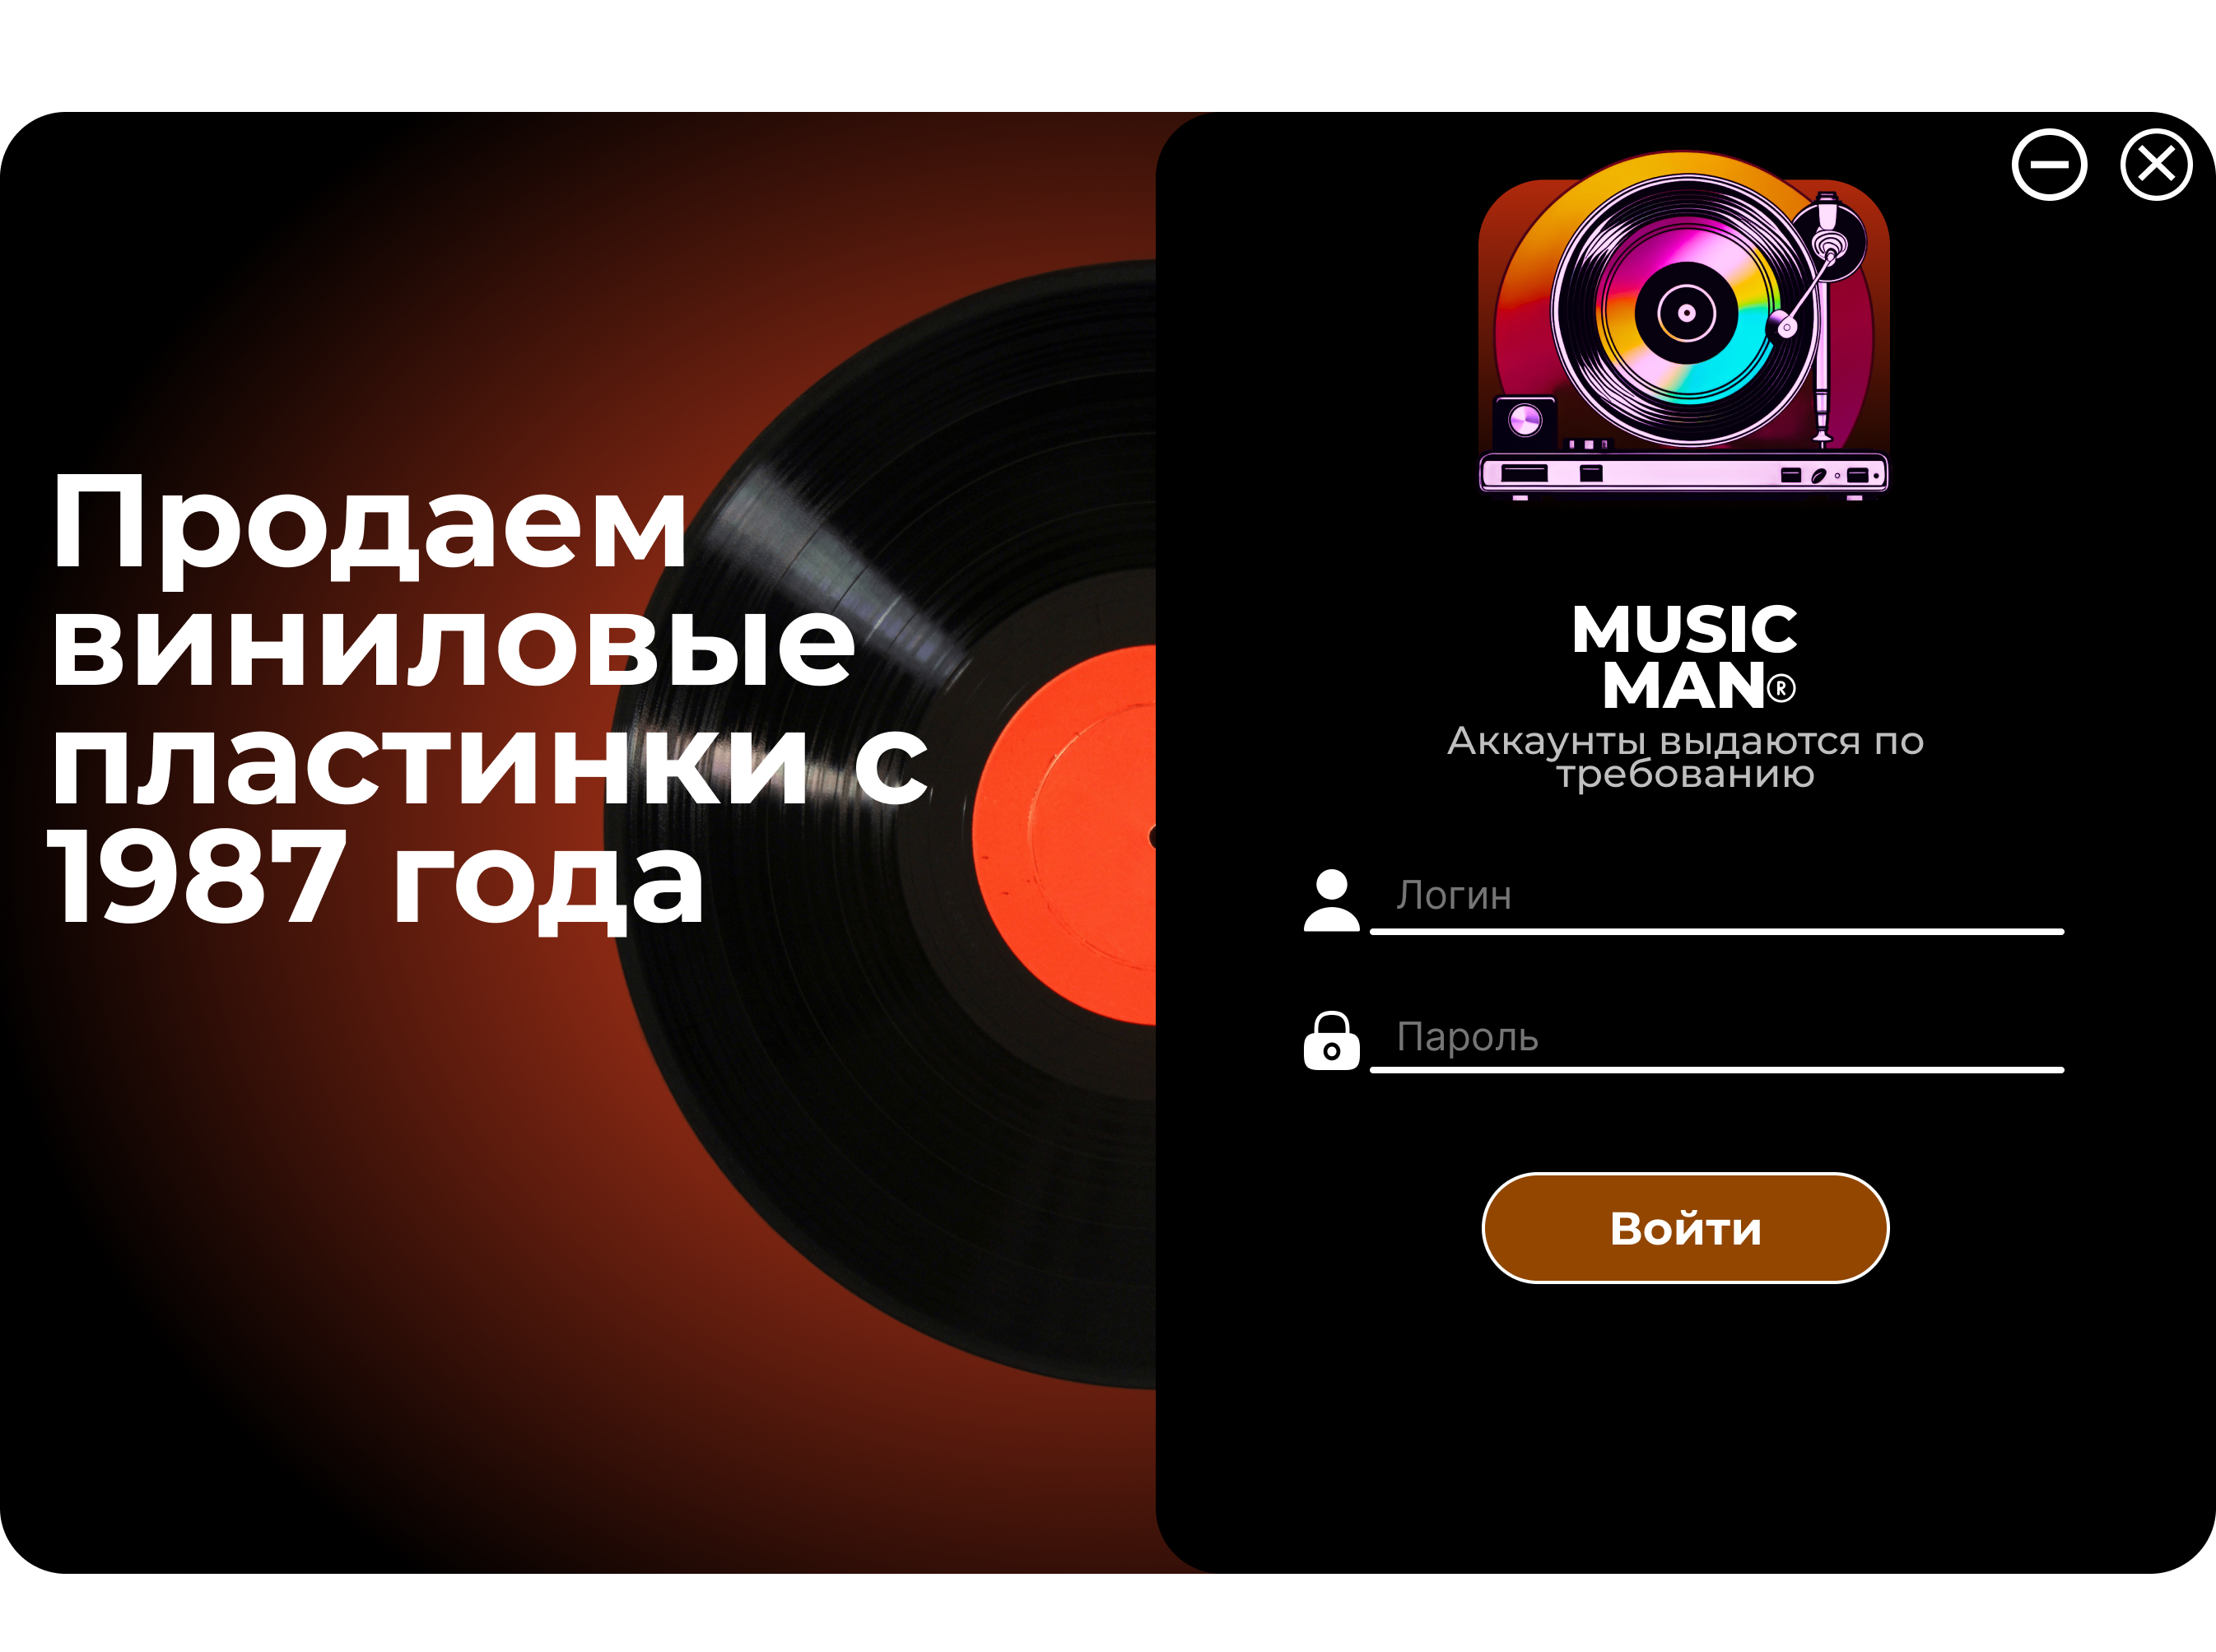 Продаем
виниловые
пластинки с
1987 года
MUSIC
MAN®
Аккаунты выдаются по
требованию
Логин
Пароль
Войти